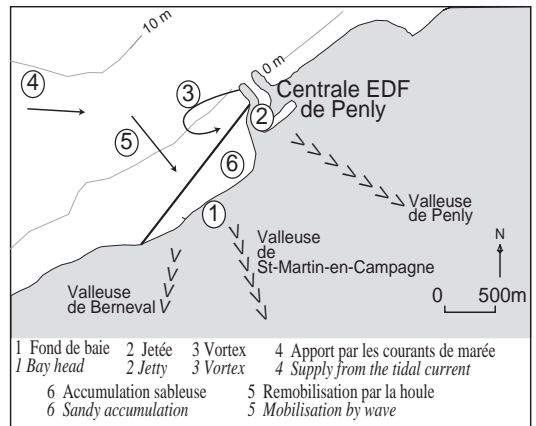 10 m
0 m
4
3
Centrale EDF
de Penly
2
5
6
1
Valleuse
de Penly
Valleuse
de
St-Martin-en-Campagne
Valleuse
de Berneval
N
0 500m
1 Fond de baie 2 Jetée 3 Vortex 4 Apport par les courants de marée
1 Bay head 2 Jetty 3 Vortex 4 Supply from the tidal current
6 Accumulation sableuse 5 Remobilisation par la houle
6 Sandy accumulation 5 Mobilisation by wave